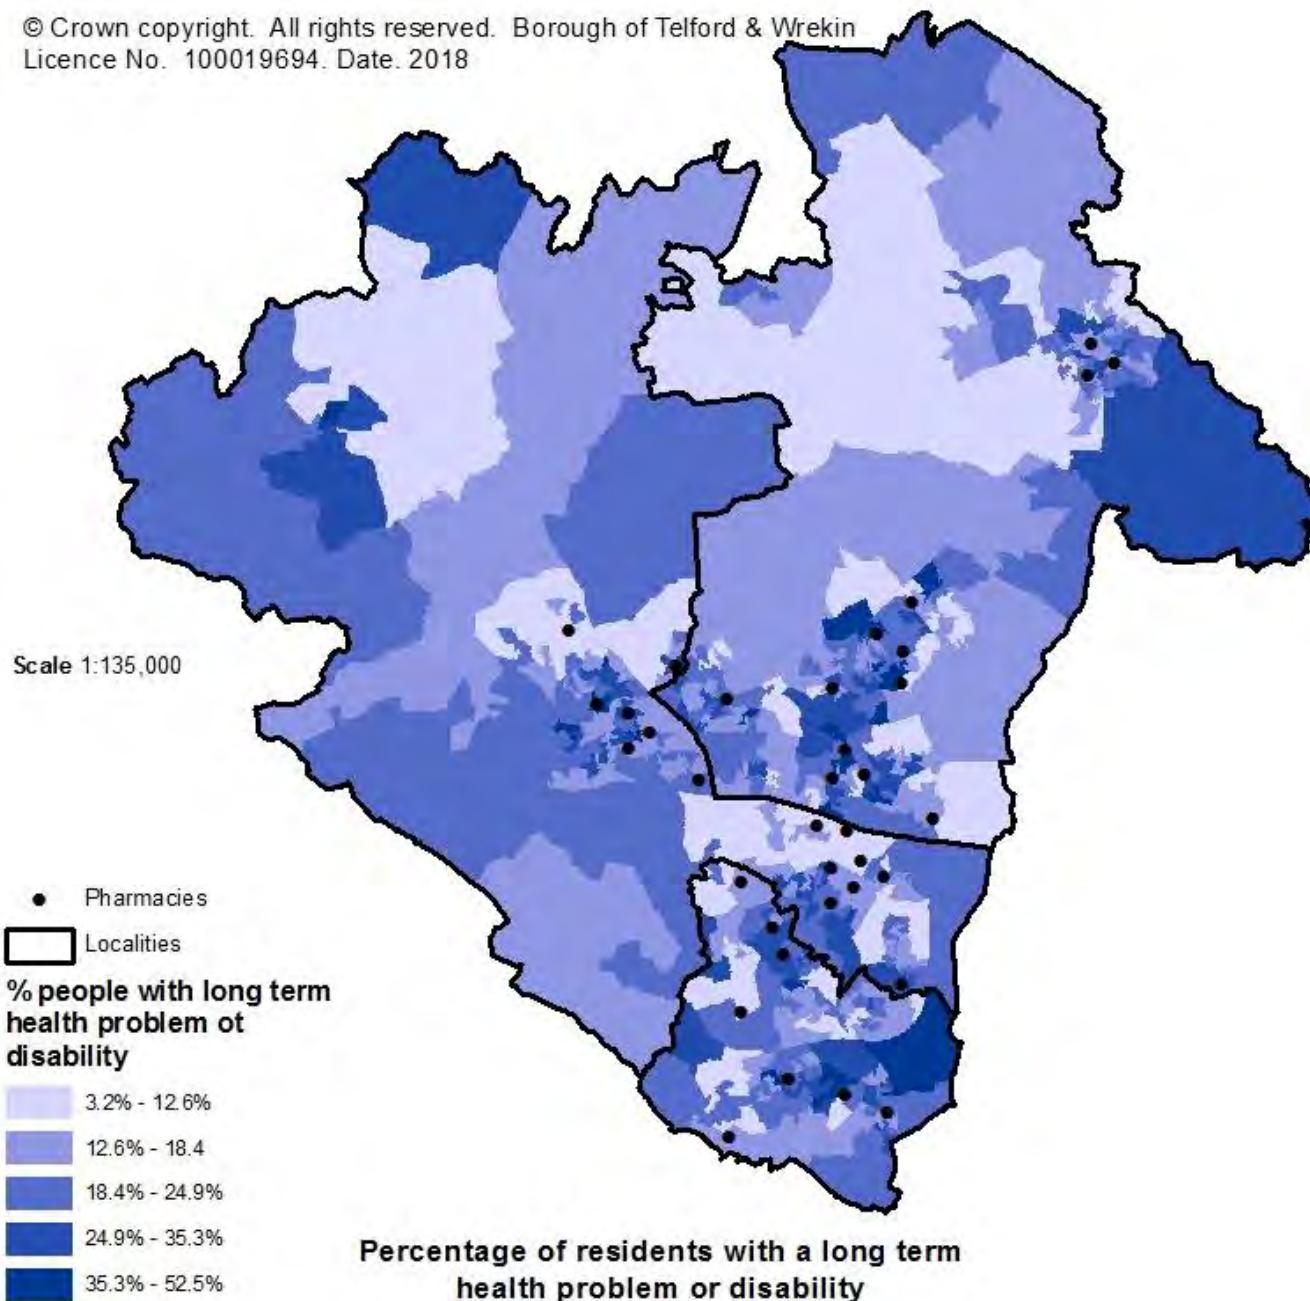 © Crown copyright. All rights reserved. Borough of Telford & Wrekin
Licence No. 100019694. Date. 2018
Scale 1:135,000
Pharmacies
Localities
% people with long term
health problem ot
disability
3.2% - 12.6%
12.6% - 18.4
18.4% - 24.9%
24.9% - 35.3%
35.3% - 52.5%
Percentage of residents with a long term
health problem or disability